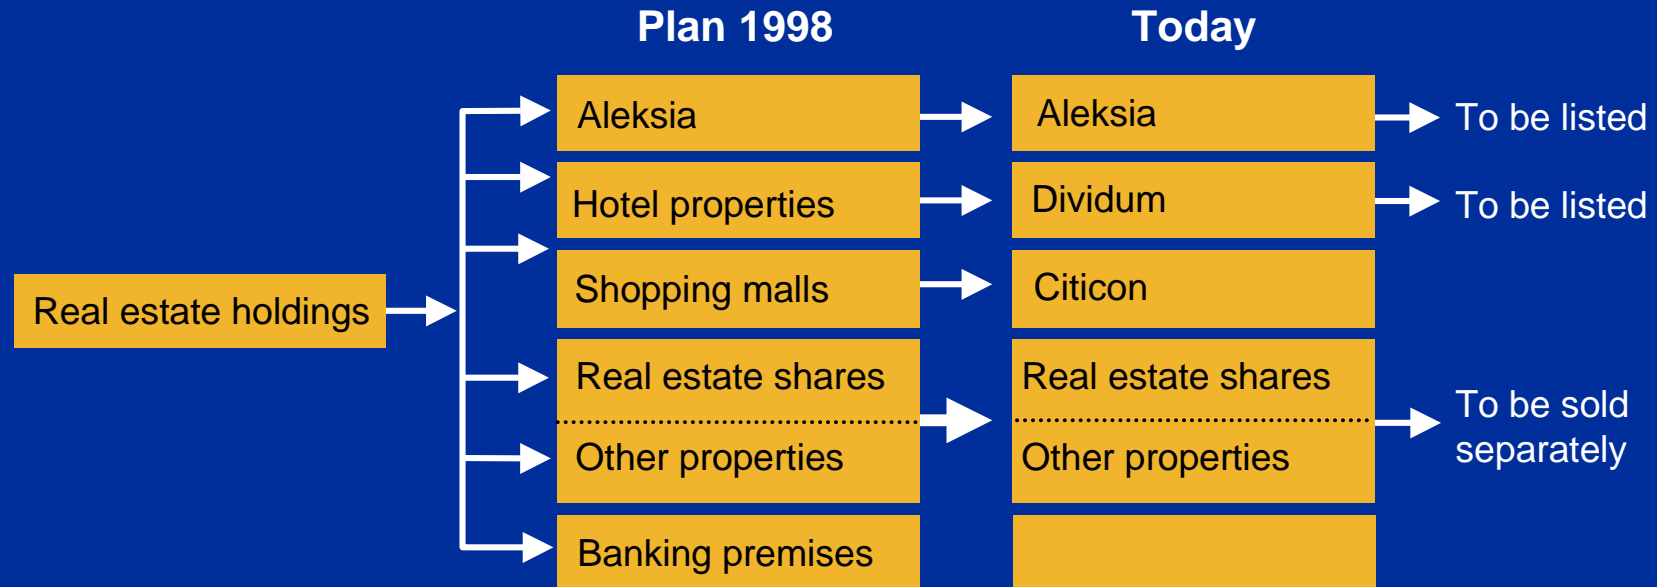 Plan 1998
Today
Aleksia
Aleksia
To be listed
Hotel properties
Dividum
To be listed
Shopping malls
Citicon
Real estate holdings
Real estate shares
Real estate shares
To be sold
separately
Other properties
Other properties
Banking premises